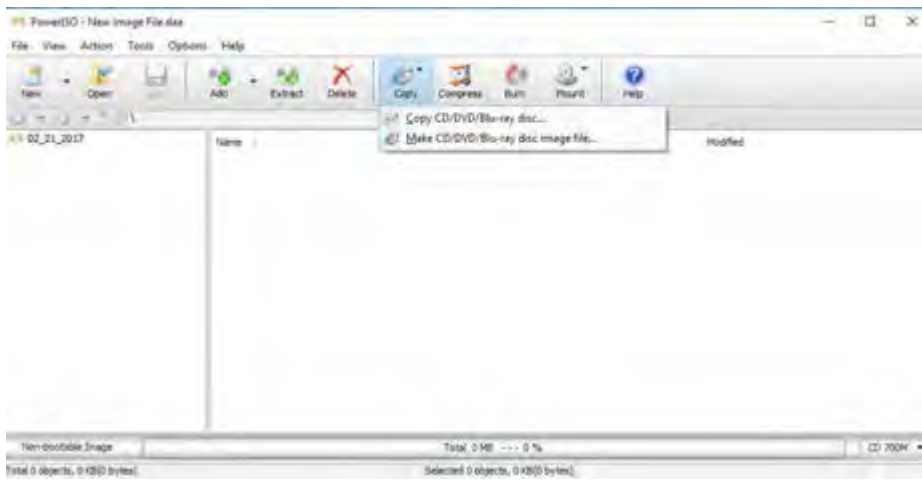 PowerISO - New Image File.daa
File View Action Tools Options Help
New Open Add Extract Delete Copy Compress Burn Mount Help
\
Copy CD/DVD/Blu-ray disc...
Make CD/DVD/Blu-ray disc image file...
02_21_2017
Name Modified
Non-bootable Image Total 0 MB --- 0 % CD 700M
Total 0 objects, 0 KB(0 bytes) Selected 0 objects, 0 KB(0 bytes)